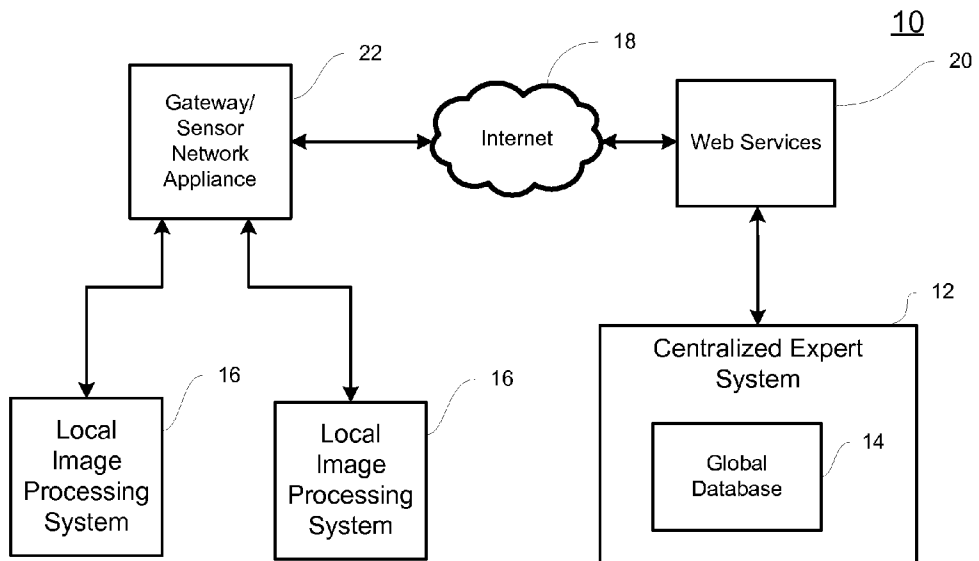 10
22
18
20
Gateway/
Sensor
Network
Appliance
Internet
Web Services
12
Centralized Expert
System
16
16
Local
Image
Processing
System
Local
Image
Processing
System
14
Global
Database